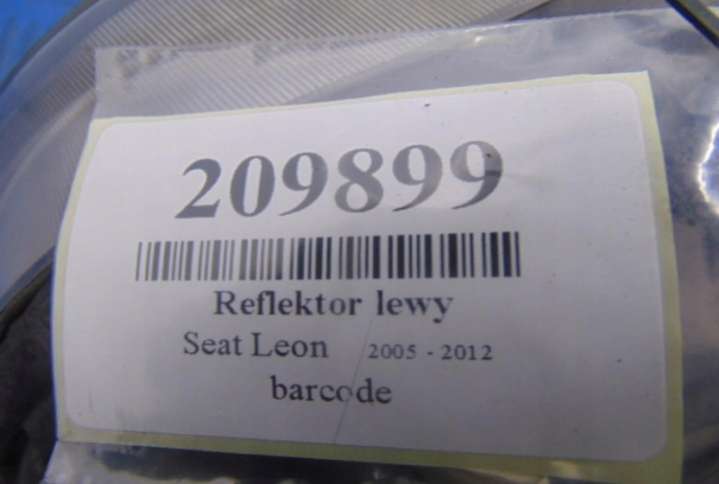 209899
Reflektor lewy
Seat Leon 2005 - 2012
barcode